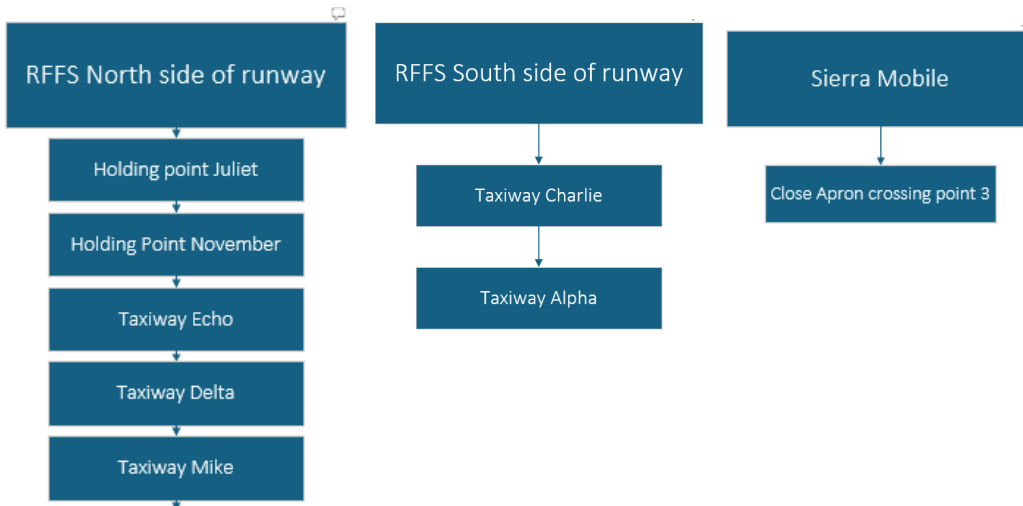 RFFS North side of runway
Holding point Juliet
Holding Point November
Taxiway Echo
Taxiway Delta
Taxiway Mike
RFFS South side of runway
Taxiway Charlie
Taxiway Alpha
Sierra Mobile
Close Apron crossing point 3